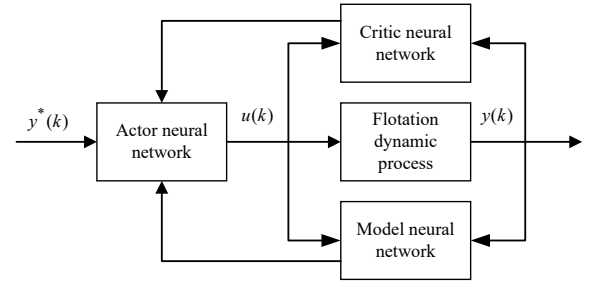 Critic neural
network
y*(k)
Actor neural
network
u(k)
Flotation
dynamic
process
y(k)
Model neural
network